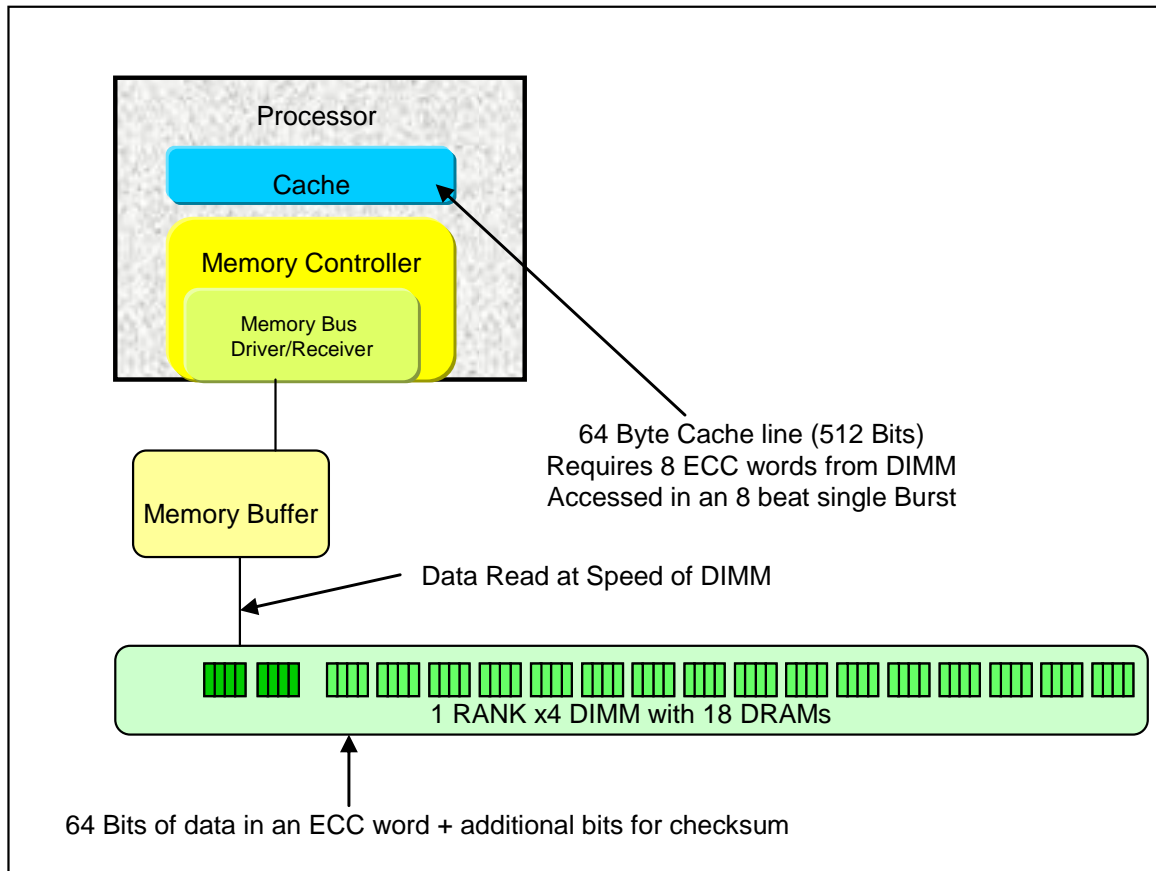 Processor
Cache
Memory Controller
Memory Bus
Driver/Receiver
64 Byte Cache line (512 Bits)
Requires 8 ECC words from DIMM
Accessed in an 8 beat single Burst
Memory Buffer
Data Read at Speed of DIMM
1 RANK x4 DIMM with 18 DRAMs
64 Bits of data in an ECC word + additional bits for checksum